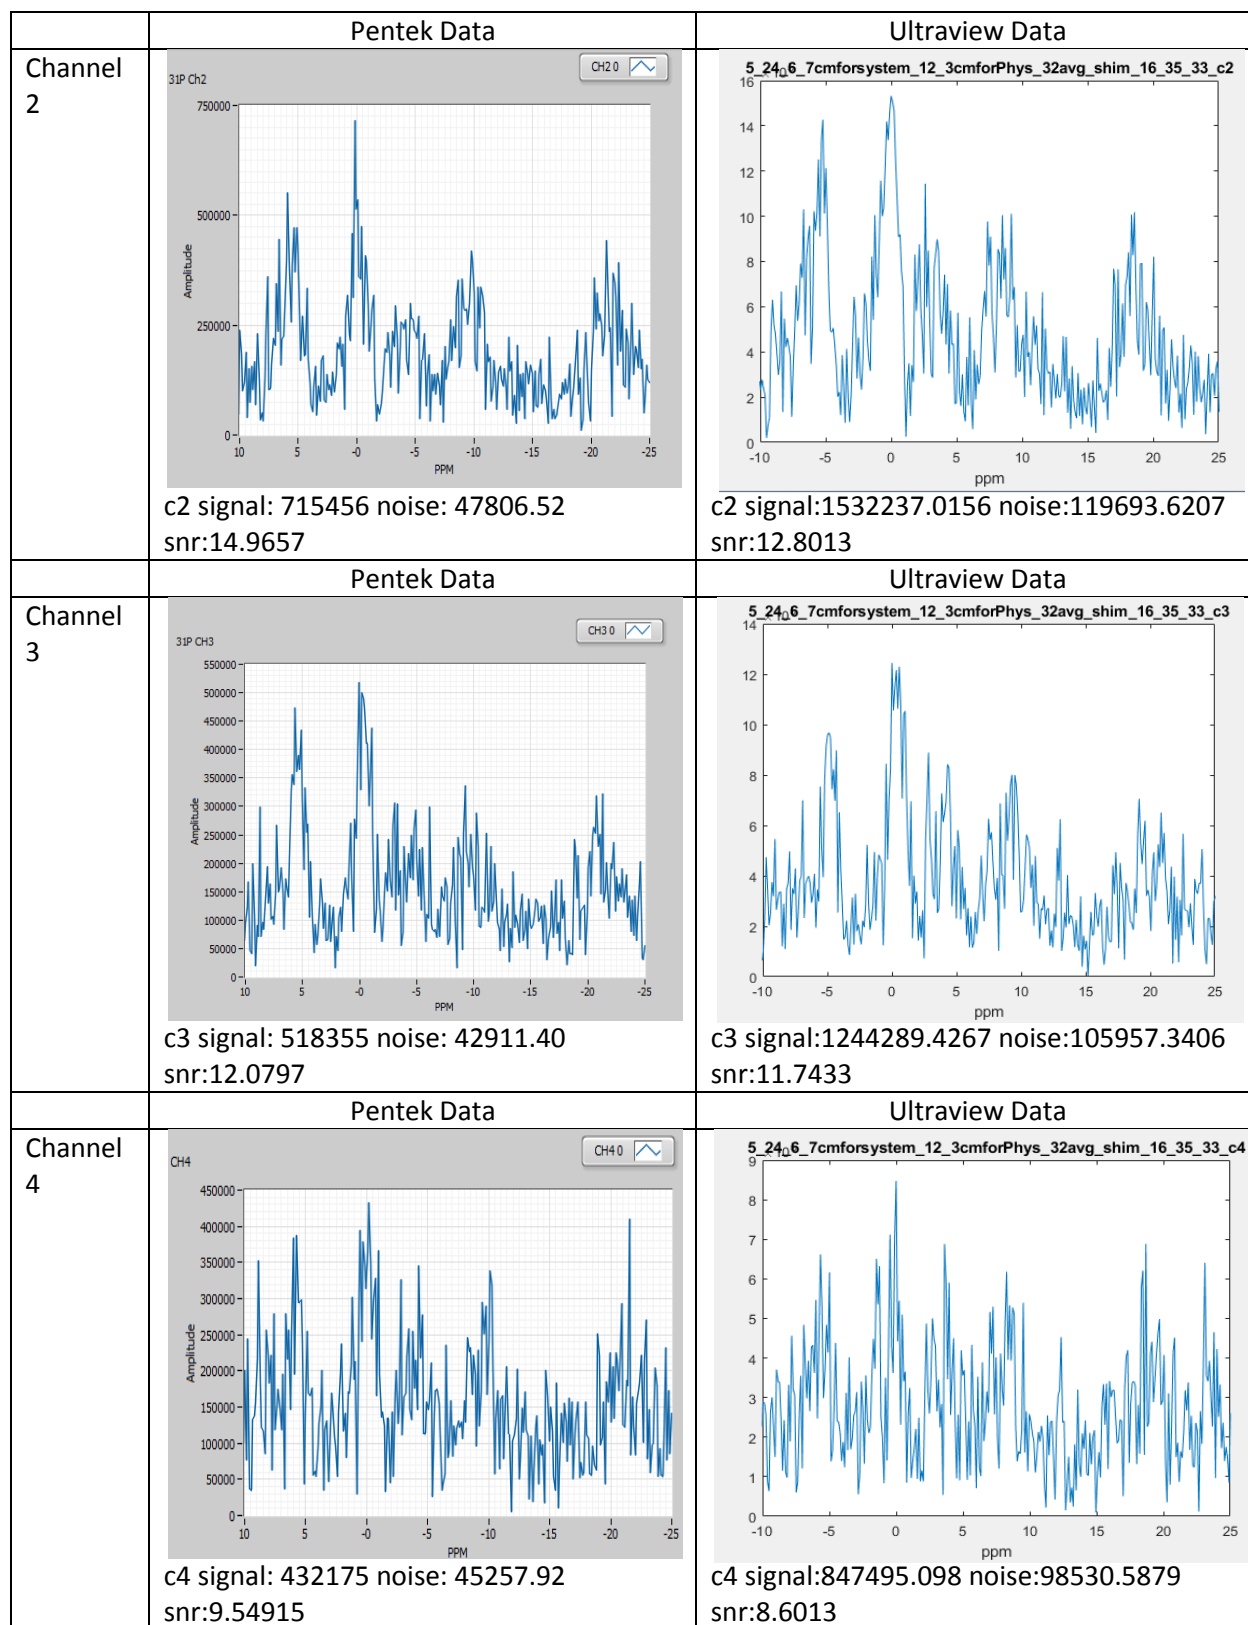 Pentek Data
Ultraview Data
Channel
2
31P Ch2
CH2 0
750000
500000
250000
0
Amplitude
10 5 -0 -5 -10 -15 -20 -25
PPM
c2 signal: 715456 noise: 47806.52
snr:14.9657
5_24_6_7cmforsystem_12_3cmforPhys_32avg_shim_16_35_33_c2
16
14
12
10
8
6
4
2
0
-10 -5 0 5 10 15 20 25
ppm
c2 signal:1532237.0156 noise:119693.6207
snr:12.8013
Pentek Data
Ultraview Data
Channel
3
31P CH3
CH3 0
550000
500000
450000
400000
350000
300000
250000
200000
150000
100000
50000
0
Amplitude
10 5 -0 -5 -10 -15 -20 -25
PPM
c3 signal: 518355 noise: 42911.40
snr:12.0797
5_24_6_7cmforsystem_12_3cmforPhys_32avg_shim_16_35_33_c3
14
12
10
8
6
4
2
0
-10 -5 0 5 10 15 20 25
ppm
c3 signal:1244289.4267 noise:105957.3406
snr:11.7433
Pentek Data
Ultraview Data
Channel
4
CH4
CH4 0
450000
400000
350000
300000
250000
200000
150000
100000
50000
0
Amplitude
10 5 -0 -5 -10 -15 -20 -25
PPM
c4 signal: 432175 noise: 45257.92
snr:9.54915
5_24_6_7cmforsystem_12_3cmforPhys_32avg_shim_16_35_33_c4
9
8
7
6
5
4
3
2
1
0
-10 -5 0 5 10 15 20 25
ppm
c4 signal:847495.098 noise:98530.5879
snr:8.6013